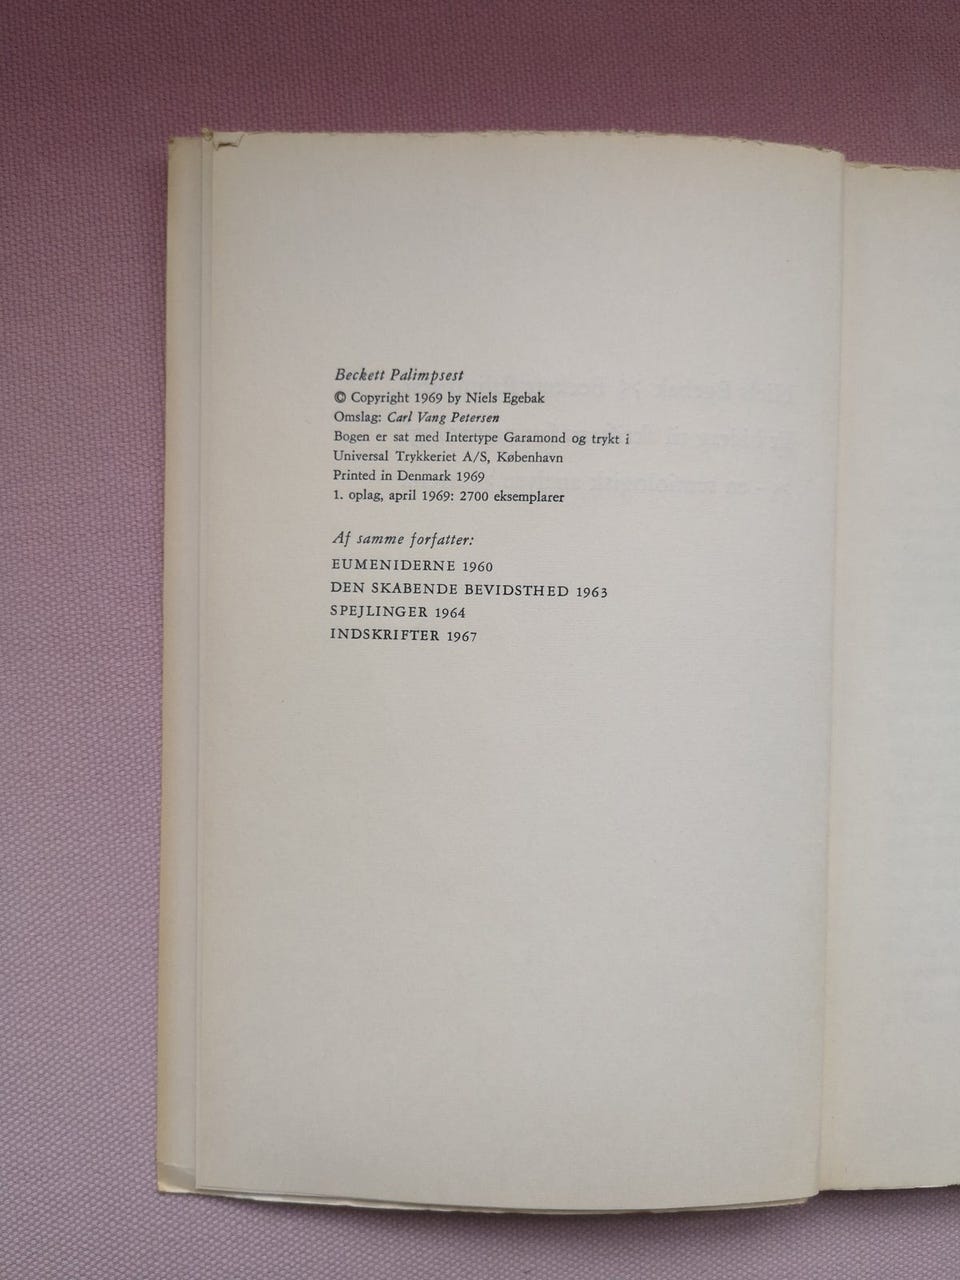 Beckett Palimpsest
© Copyright 1969 by Niels Egebak
Omslag: Carl Vang Petersen
Bogen er sat med Intertype Garamond og trykt i
Universal Trykkeriet A/S, København
Printed in Denmark 1969
1. oplag, april 1969: 2700 eksemplarer
Af samme forfatter:
EUMENIDERNE 1960
DEN SKABENDE BEVIDSTHED 1963
SPEJLINGER 1964
INDSKRIFTER 1967